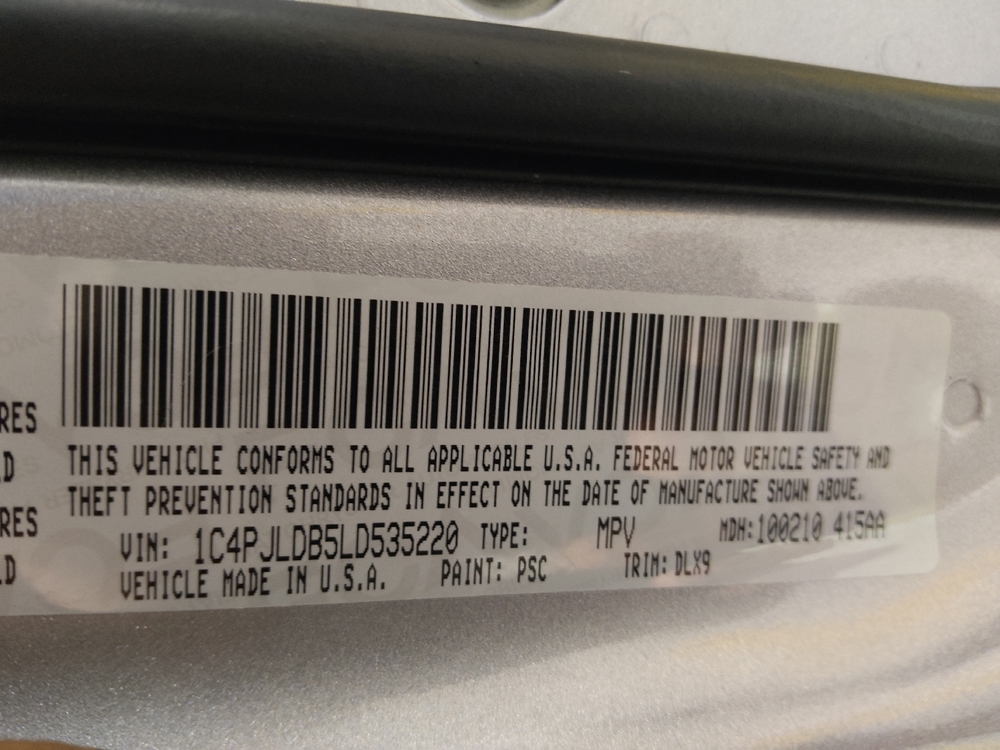 RES
THIS VEHICLE CONFORMS TO ALL APPLICABLE U.S.A. FEDERAL MOTOR VEHICLE SAFETY AND
D
THEFT PREVENTION STANDARDS IN EFFECT ON THE DATE OF MANUFACTURE SHOWN ABOVE.
RES
VIN: 1C4PJLDB5LD535220 TYPE: MPV MDH:100210 415AA
LD
VEHICLE MADE IN U.S.A. PAINT: PSC TRIM: DLX9